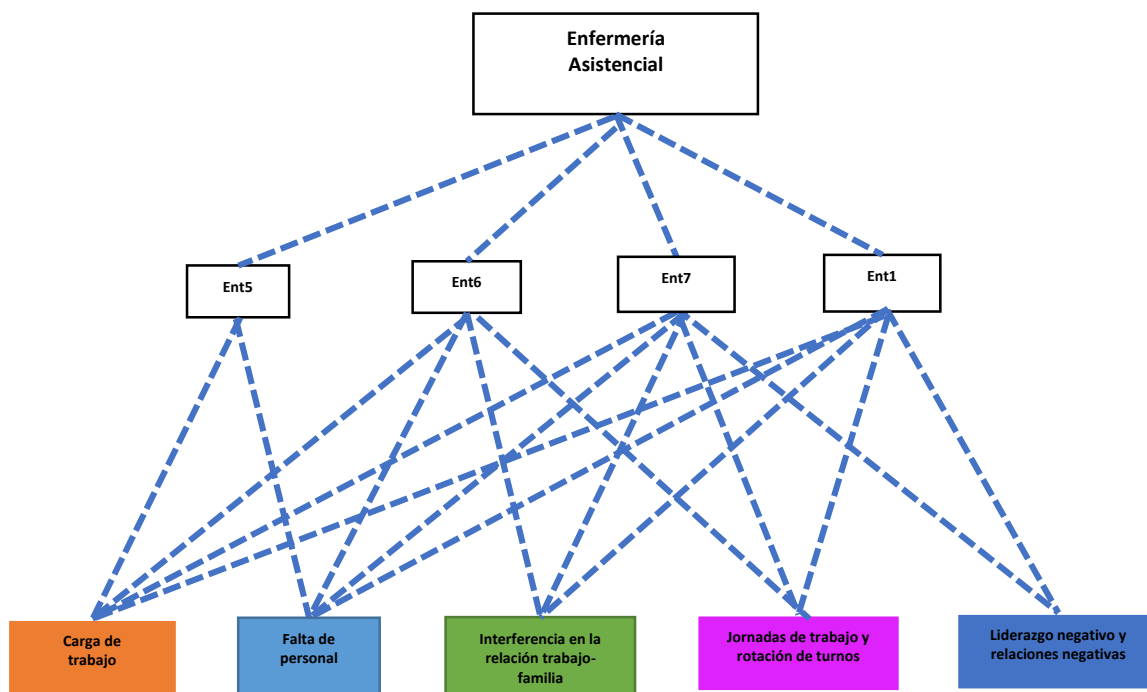 Enfermería
Asistencial
Ent5
Ent6
Ent7
Ent1
Carga de
trabajo
Falta de
personal
Interferencia en la
relación trabajo-
familia
Jornadas de trabajo y
rotación de turnos
Liderazgo negativo y
relaciones negativas